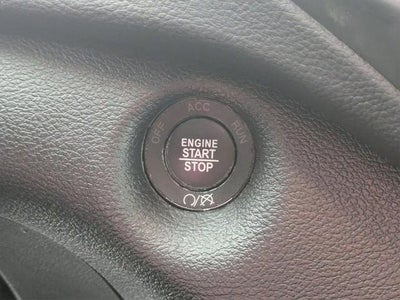 OFF
ACC
RUN
ENGINE
START
STOP